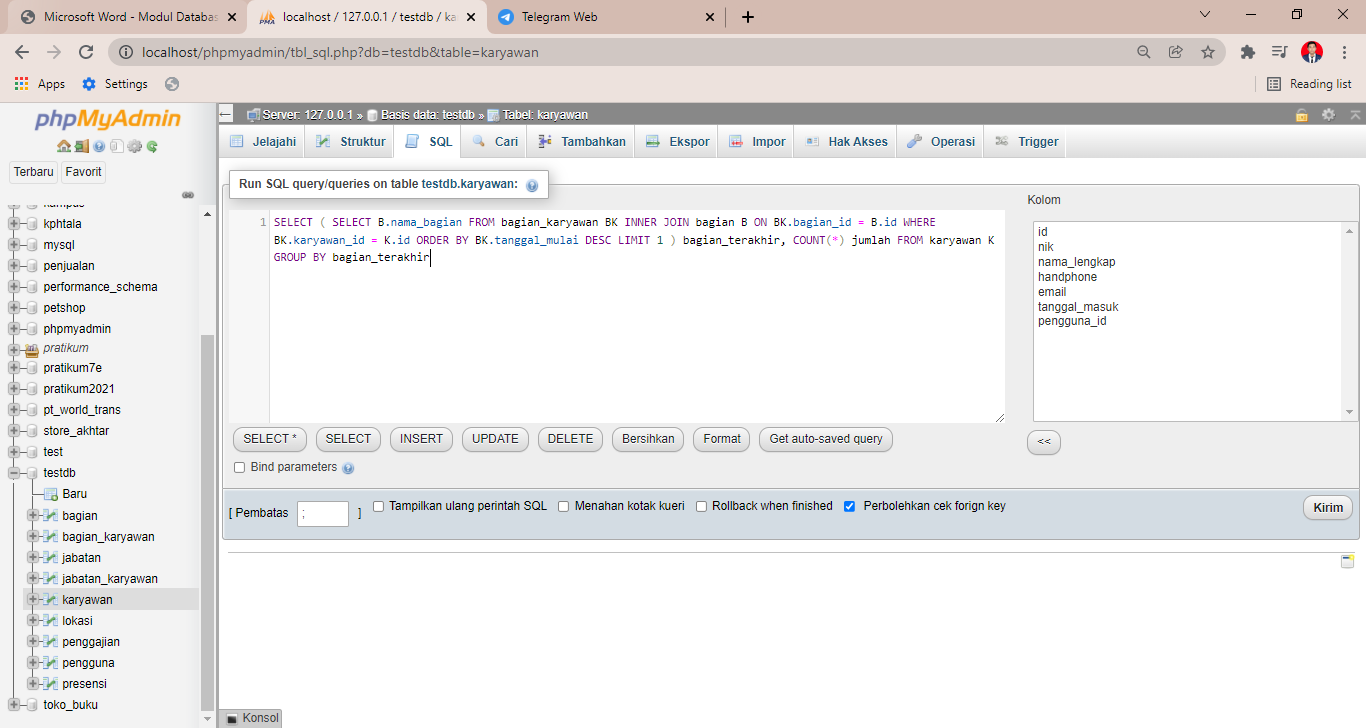 Microsoft Word - Modul Databas
localhost / 127.0.0.1 / testdb / ka
Telegram Web
localhost/phpmyadmin/tbl_sql.php?db=testdb&table=karyawan
Apps
Settings
Reading list
phpMyAdmin
Terbaru
Favorit
kampus
kphtala
mysql
penjualan
performance_schema
petshop
phpmyadmin
pratikum
pratikum7e
pratikum2021
pt_world_trans
store_akhtar
test
testdb
Baru
bagian
bagian_karyawan
jabatan
jabatan_karyawan
karyawan
lokasi
penggajian
pengguna
presensi
toko_buku
Server: 127.0.0.1 » Basis data: testdb » Tabel: karyawan
Jelajahi
Struktur
SQL
Cari
Tambahkan
Ekspor
Impor
Hak Akses
Operasi
Trigger
Run SQL query/queries on table testdb.karyawan:
1 SELECT ( SELECT B.nama_bagian FROM bagian_karyawan BK INNER JOIN bagian B ON BK.bagian_id = B.id WHERE
BK.karyawan_id = K.id ORDER BY BK.tanggal_mulai DESC LIMIT 1 ) bagian_terakhir, COUNT(*) jumlah FROM karyawan K
GROUP BY bagian_terakhir
Kolom
id
nik
nama_lengkap
handphone
email
tanggal_masuk
pengguna_id
SELECT *
SELECT
INSERT
UPDATE
DELETE
Bersihkan
Format
Get auto-saved query
<<
Bind parameters
[ Pembatas ; ]
Tampilkan ulang perintah SQL
Menahan kotak kueri
Rollback when finished
Perbolehkan cek forign key
Kirim
Konsol